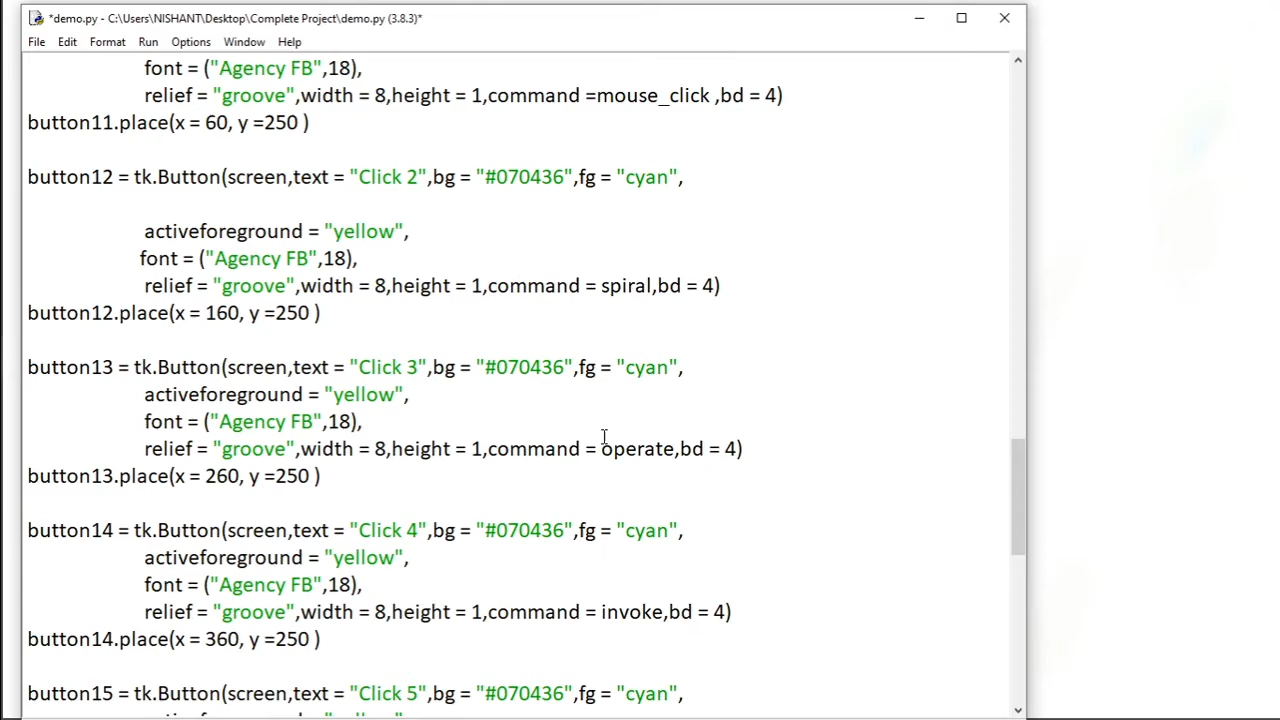 *demo.py - C:\Users\NISHANT\Desktop\Complete Project\demo.py (3.8.3)*
File Edit Format Run Options Window Help
font = ("Agency FB",18),
relief = "groove",width = 8,height = 1,command =mouse_click ,bd = 4)
button11.place(x = 60, y =250 )
button12 = tk.Button(screen,text = "Click 2",bg = "#070436",fg = "cyan",
activeforeground = "yellow",
font = ("Agency FB",18),
relief = "groove",width = 8,height = 1,command = spiral,bd = 4)
button12.place(x = 160, y =250 )
button13 = tk.Button(screen,text = "Click 3",bg = "#070436",fg = "cyan",
activeforeground = "yellow",
font = ("Agency FB",18),
relief = "groove",width = 8,height = 1,command = operate,bd = 4)
button13.place(x = 260, y =250 )
button14 = tk.Button(screen,text = "Click 4",bg = "#070436",fg = "cyan",
activeforeground = "yellow",
font = ("Agency FB",18),
relief = "groove",width = 8,height = 1,command = invoke,bd = 4)
button14.place(x = 360, y =250 )
button15 = tk.Button(screen,text = "Click 5",bg = "#070436",fg = "cyan",